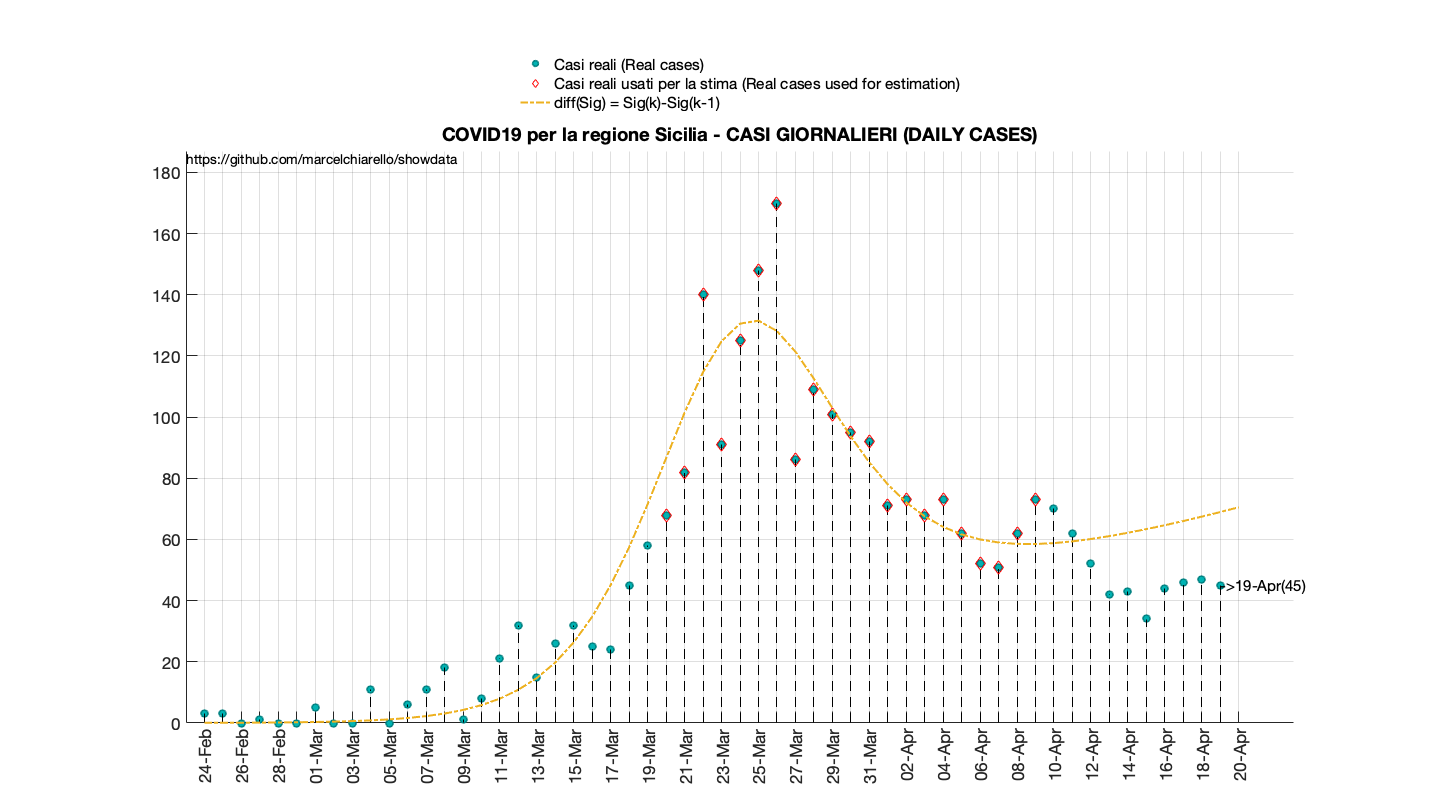 Casi reali (Real cases)
Casi reali usati per la stima (Real cases used for estimation)
diff(Sig) = Sig(k)-Sig(k-1)
COVID19 per la regione Sicilia - CASI GIORNALIERI (DAILY CASES)
https://github.com/marcelchiarello/showdata
180
160
140
120
100
80
60
40
20
0
->19-Apr(45)
24-Feb
26-Feb
28-Feb
01-Mar
03-Mar
05-Mar
07-Mar
09-Mar
11-Mar
13-Mar
15-Mar
17-Mar
19-Mar
21-Mar
23-Mar
25-Mar
27-Mar
29-Mar
31-Mar
02-Apr
04-Apr
06-Apr
08-Apr
10-Apr
12-Apr
14-Apr
16-Apr
18-Apr
20-Apr